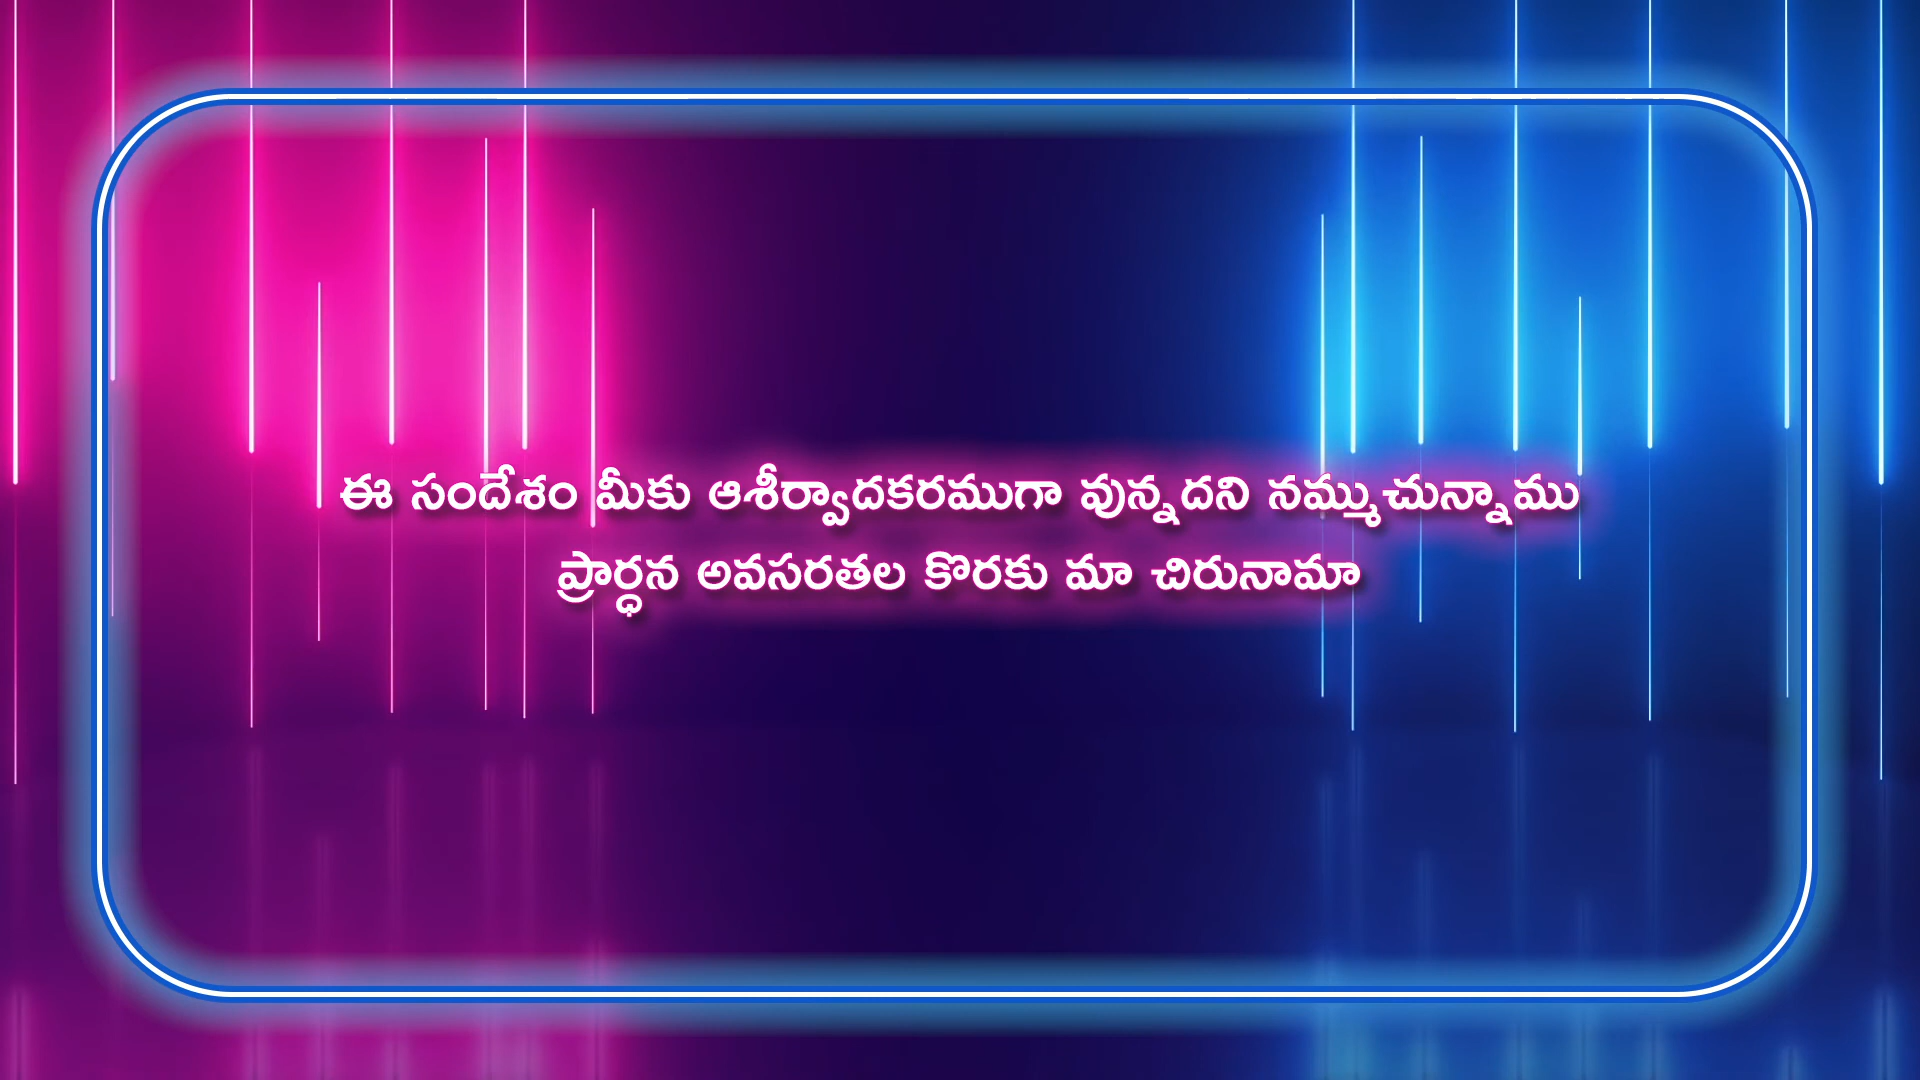 ఈ సందేశం మీకు ఆశీర్వాదకరముగా వున్నదని నమ్ముచున్నాము
ప్రార్ధన అవసరతల కొరకు మా చిరునామా